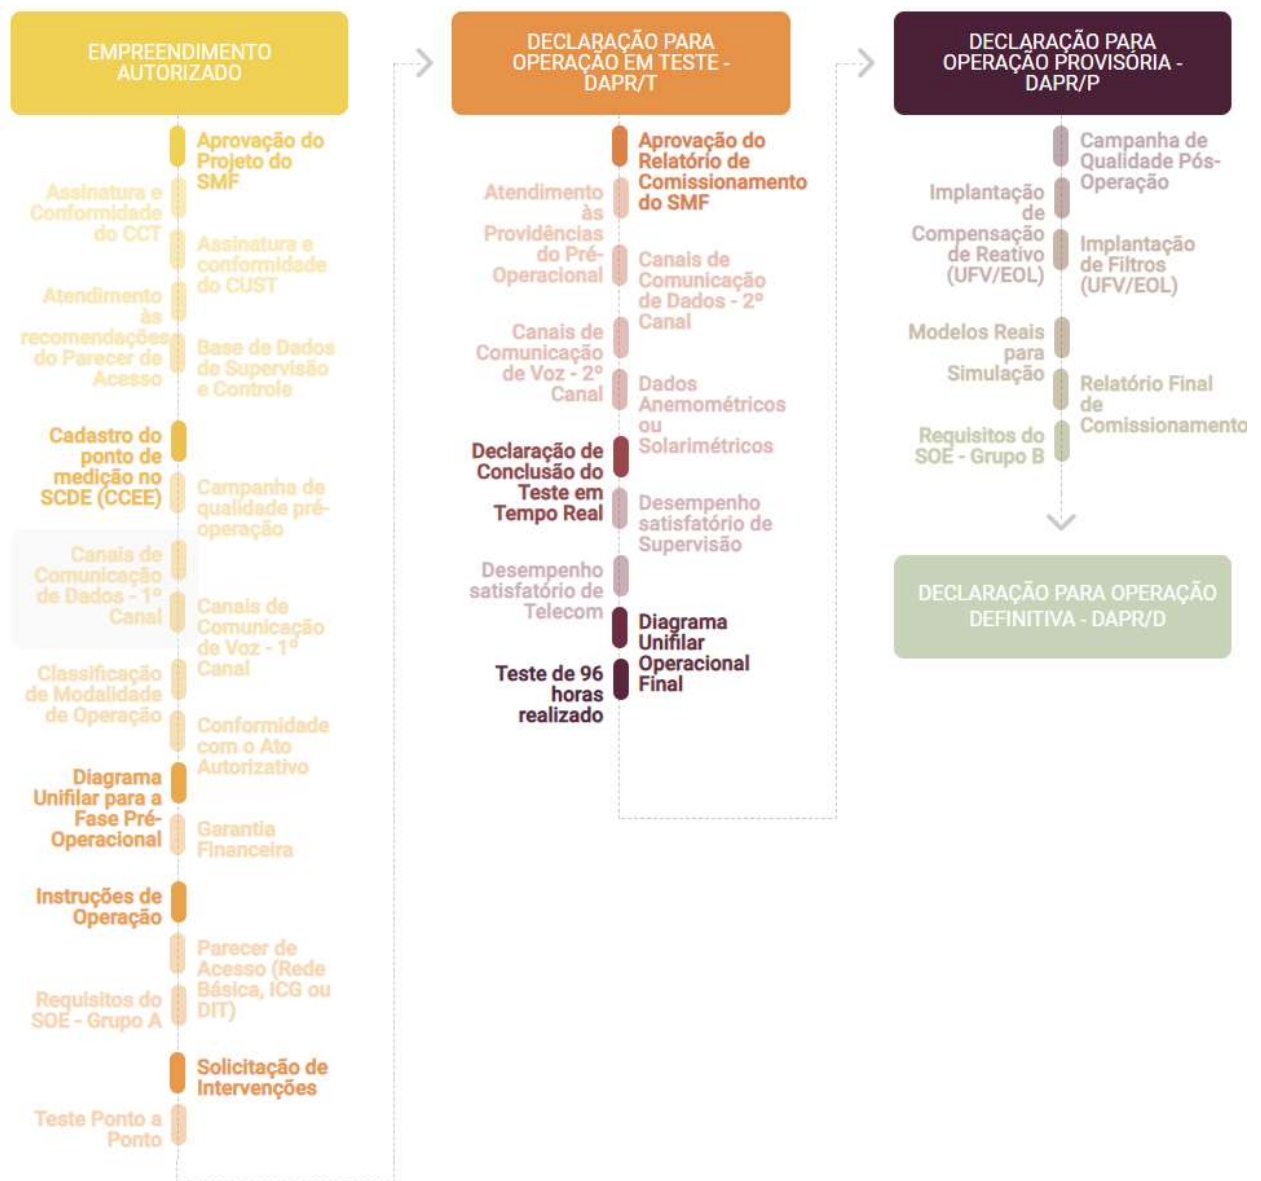 EMPREENDIMENTO
AUTORIZADO
Aprovação do
Projeto do
SMF
Assinatura e
Conformidade
do CCT
Assinatura e
conformidade
do CUST
Atendimento
às
recomendações
do Parecer de
Acesso
Base de Dados
de Supervisão
e Controle
Cadastro do
ponto de
medição no
SCDE (CCEE)
Campanha de
qualidade pré-
operação
Canais de
Comunicação
de Dados - 1º
Canal
Canais de
Comunicação
de Voz - 1º
Canal
Classificação
de Modalidade
de Operação
Conformidade
com o Ato
Autorizativo
Diagrama
Unifilar para a
Fase Pré-
Operacional
Garantia
Financeira
Instruções de
Operação
Parecer de
Acesso (Rede
Básica, ICG ou
DIT)
Requisitos do
SOE - Grupo A
Solicitação de
Intervenções
Teste Ponto a
Ponto
DECLARAÇÃO PARA
OPERAÇÃO EM TESTE -
DAPR/T
Aprovação do
Relatório de
Comissionamento
do SMF
Atendimento
às
Providências
do Pré-
Operacional
Canais de
Comunicação
de Dados - 2º
Canal
Canais de
Comunicação
de Voz - 2º
Canal
Dados
Anemométricos
ou
Solarimétricos
Declaração de
Conclusão do
Teste em
Tempo Real
Desempenho
satisfatório de
Supervisão
Desempenho
satisfatório de
Telecom
Diagrama
Unifilar
Operacional
Final
Teste de 96
horas
realizado
DECLARAÇÃO PARA
OPERAÇÃO PROVISÓRIA -
DAPR/P
Campanha de
Qualidade Pós-
Operação
Implantação
de
Compensação
de Reativo
(UFV/EOL)
Implantação
de Filtros
(UFV/EOL)
Modelos Reais
para
Simulação
Relatório Final
de
Comissionamento
Requisitos do
SOE - Grupo B
DECLARAÇÃO PARA OPERAÇÃO
DEFINITIVA - DAPR/D